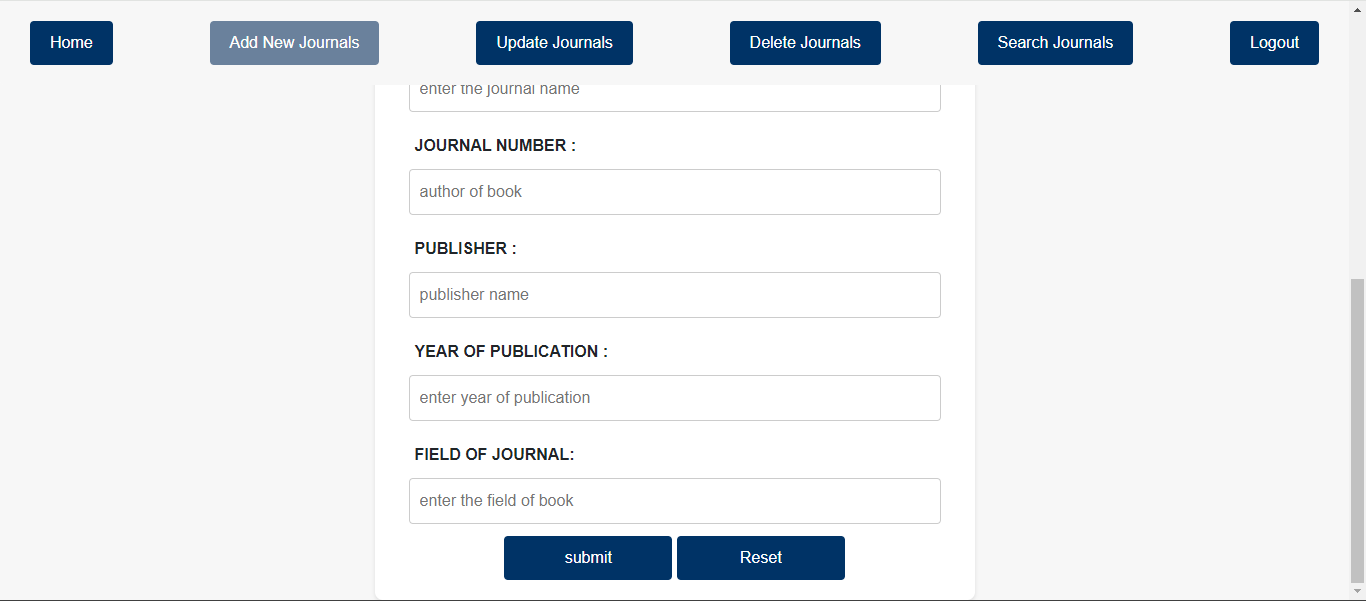 Home Add New Journals Update Journals Delete Journals Search Journals Logout
enter the journal name
JOURNAL NUMBER :
author of book
PUBLISHER :
publisher name
YEAR OF PUBLICATION :
enter year of publication
FIELD OF JOURNAL:
enter the field of book
submit Reset